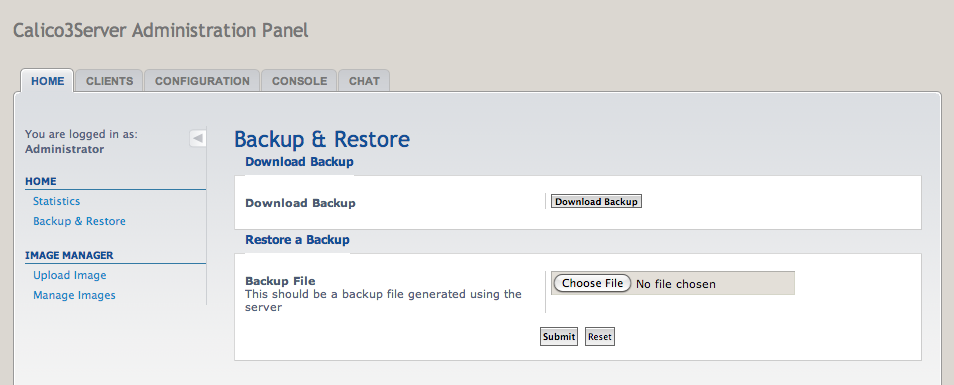 Calico3Server Administration Panel
HOME CLIENTS CONFIGURATION CONSOLE CHAT
You are logged in as:
Administrator
HOME
Statistics
Backup & Restore
IMAGE MANAGER
Upload Image
Manage Images
Backup & Restore
Download Backup
Download Backup Download Backup
Restore a Backup
Backup File
This should be a backup file generated using the
server
Choose File No file chosen
Submit Reset